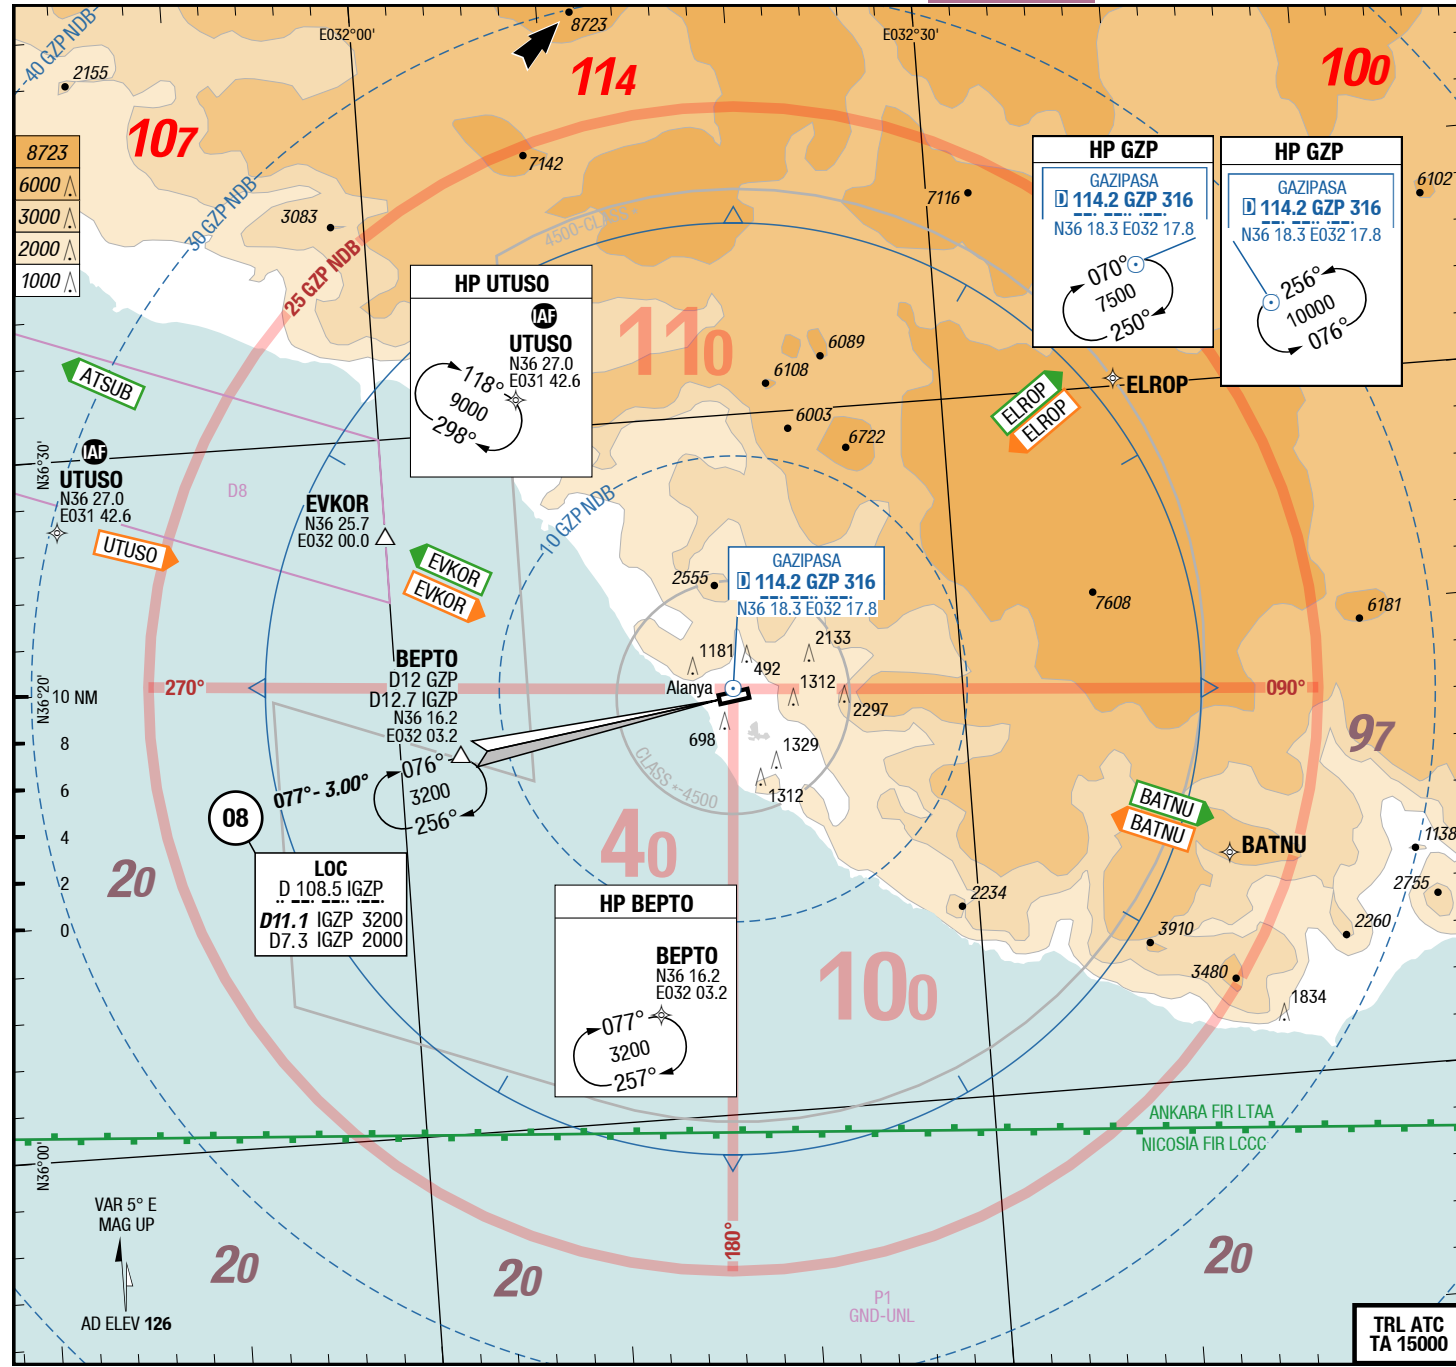 E032°00'
E032°30'
40 GZP NDB
8723
2155
114
100
107
7142
8723
6000
3000
2000
1000
30 GZP NDB
3083
25 GZP NDB
4500-CLASS *
7116
6102
HP GZP
GAZIPASA
D 114.2 GZP 316
N36 18.3 E032 17.8
070°
7500
250°
HP GZP
GAZIPASA
D 114.2 GZP 316
N36 18.3 E032 17.8
256°
10000
076°
HP UTUSO
IAF
UTUSO
N36 27.0
E031 42.6
118°
9000
298°
110
6089
6108
6003
6722
ATSUB
ELROP
ELROP
ELROP
N36°30'
IAF
UTUSO
N36 27.0
E031 42.6
UTUSO
D8
EVKOR
N36 25.7
E032 00.0
EVKOR
EVKOR
10 GZP NDB
2555
GAZIPASA
D 114.2 GZP 316
N36 18.3 E032 17.8
7608
6181
1181
492
2133
BEPTO
D12 GZP
D12.7 IGZP
N36 16.2
E032 03.2
270°
Alanya
1312
2297
090°
N36°20'
10 NM
8
6
4
2
0
698
1329
1312
CLASS *-4500
97
076°
3200
256°
077° - 3.00°
08
LOC
D 108.5 IGZP
D11.1 IGZP 3200
D7.3 IGZP 2000
20
40
BATNU
BATNU
BATNU
1138
2755
2234
2260
3910
3480
1834
HP BEPTO
BEPTO
N36 16.2
E032 03.2
077°
3200
257°
100
ANKARA FIR LTAA
NICOSIA FIR LCCC
N36°00'
VAR 5° E
MAG UP
AD ELEV 126
20
20
180°
20
P1
GND-UNL
TRL ATC
TA 15000